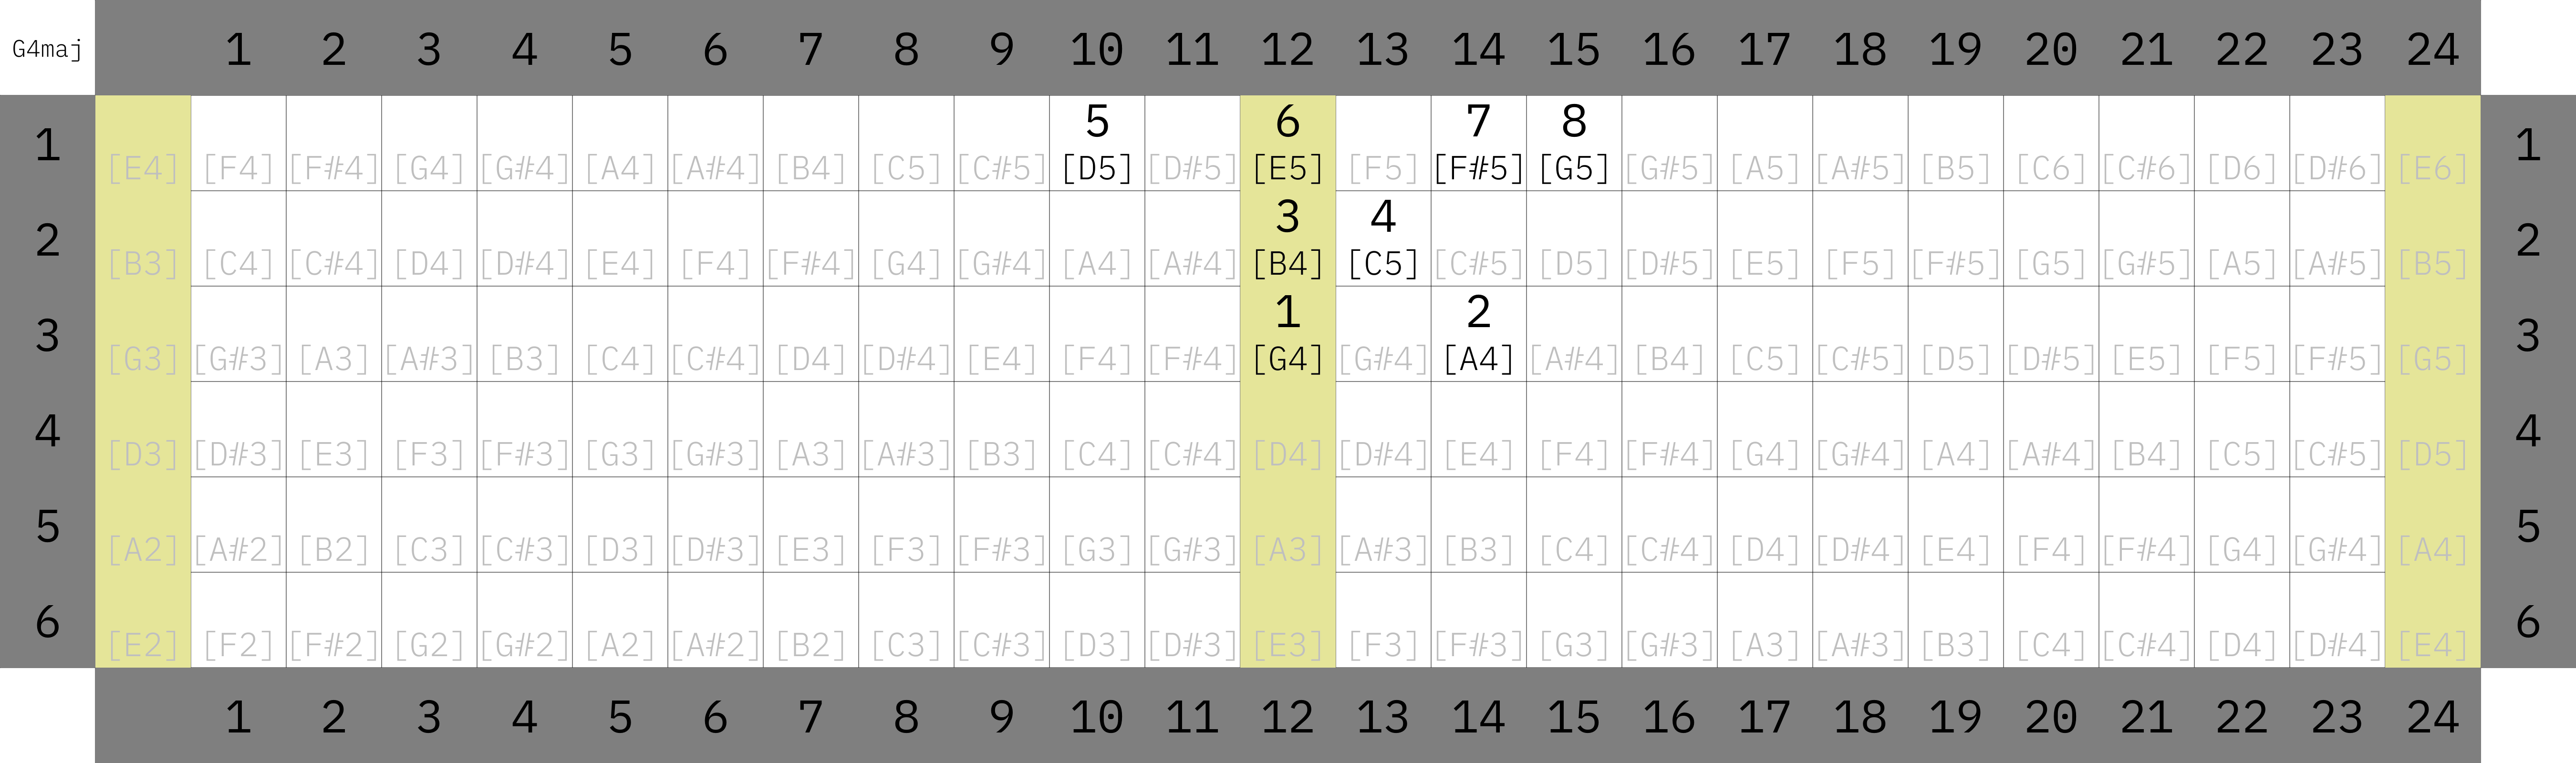 G4maj 1 2 3 4 5 6 7 8 9 10 11 12 13 14 15 16 17 18 19 20 21 22 23 24
5 6 7 8
1 [E4] [F4] [F#4] [G4] [G#4] [A4] [A#4] [B4] [C5] [C#5] [D5] [D#5] [E5] [F5] [F#5] [G5] [G#5] [A5] [A#5] [B5] [C6] [C#6] [D6] [D#6] [E6] 1
3 4
2 [B3] [C4] [C#4] [D4] [D#4] [E4] [F4] [F#4] [G4] [G#4] [A4] [A#4] [B4] [C5] [C#5] [D5] [D#5] [E5] [F5] [F#5] [G5] [G#5] [A5] [A#5] [B5] 2
1 2
3 [G3] [G#3] [A3] [A#3] [B3] [C4] [C#4] [D4] [D#4] [E4] [F4] [F#4] [G4] [G#4] [A4] [A#4] [B4] [C5] [C#5] [D5] [D#5] [E5] [F5] [F#5] [G5] 3
4 [D3] [D#3] [E3] [F3] [F#3] [G3] [G#3] [A3] [A#3] [B3] [C4] [C#4] [D4] [D#4] [E4] [F4] [F#4] [G4] [G#4] [A4] [A#4] [B4] [C5] [C#5] [D5] 4
5 [A2] [A#2] [B2] [C3] [C#3] [D3] [D#3] [E3] [F3] [F#3] [G3] [G#3] [A3] [A#3] [B3] [C4] [C#4] [D4] [D#4] [E4] [F4] [F#4] [G4] [G#4] [A4] 5
6 [E2] [F2] [F#2] [G2] [G#2] [A2] [A#2] [B2] [C3] [C#3] [D3] [D#3] [E3] [F3] [F#3] [G3] [G#3] [A3] [A#3] [B3] [C4] [C#4] [D4] [D#4] [E4] 6
1 2 3 4 5 6 7 8 9 10 11 12 13 14 15 16 17 18 19 20 21 22 23 24